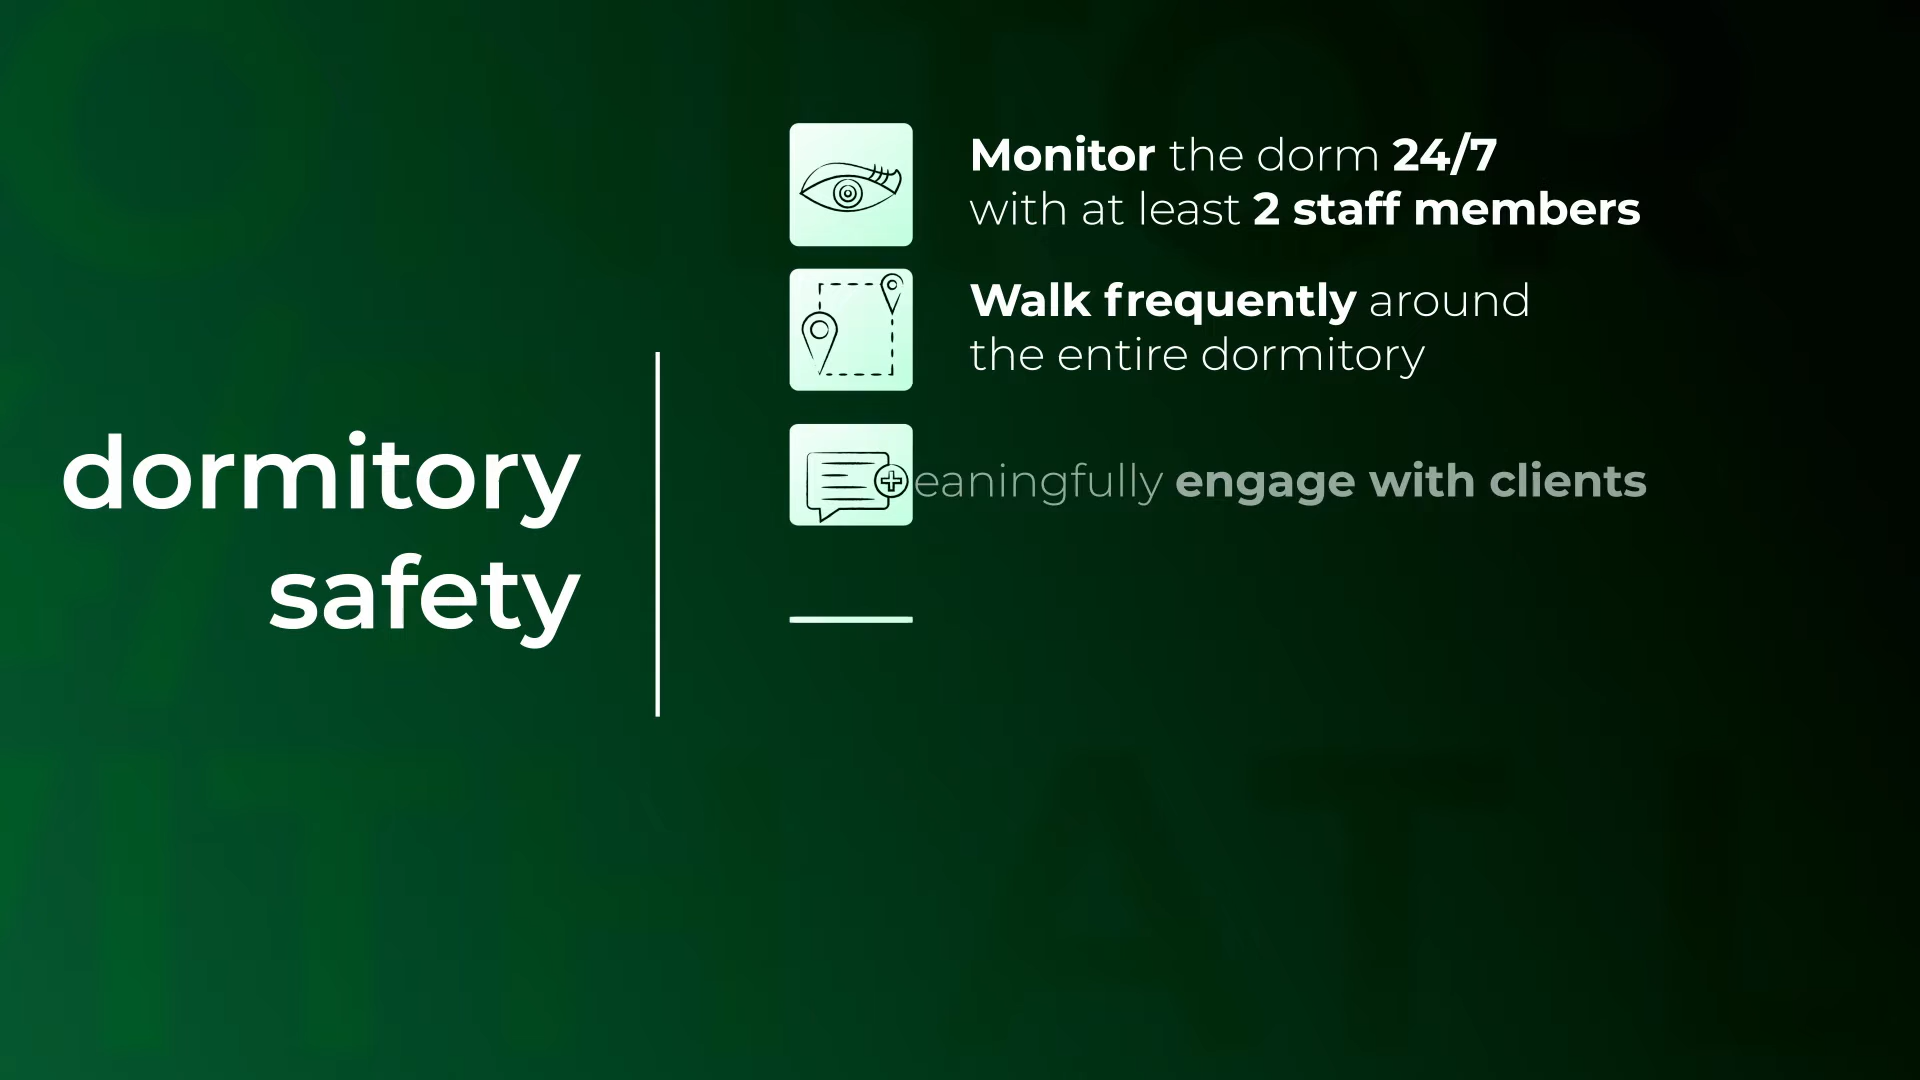 dormitory
safety
Monitor the dorm 24/7
with at least 2 staff members
Walk frequently around
the entire dormitory
eaningfully engage with clients